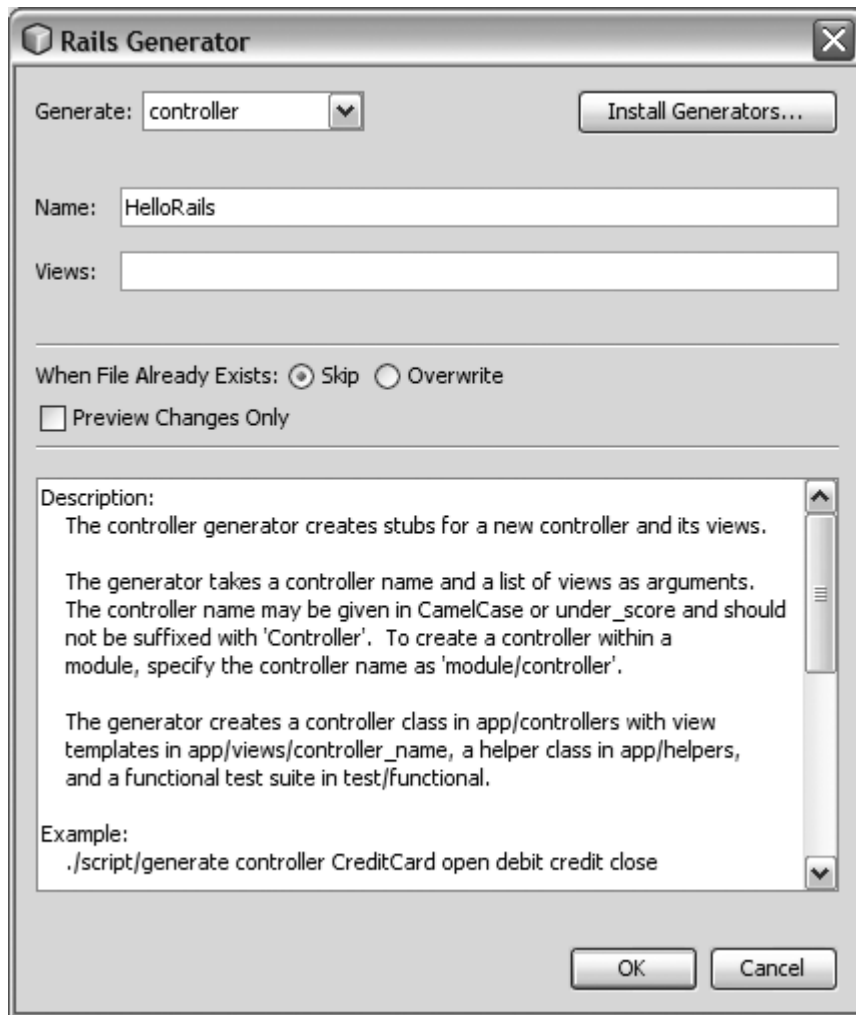 Rails Generator
Generate: controller Install Generators...
Name: HelloRails
Views:
When File Already Exists: Skip Overwrite
Preview Changes Only
Description:
The controller generator creates stubs for a new controller and its views.
The generator takes a controller name and a list of views as arguments.
The controller name may be given in CamelCase or under_score and should
not be suffixed with 'Controller'. To create a controller within a
module, specify the controller name as 'module/controller'.
The generator creates a controller class in app/controllers with view
templates in app/views/controller_name, a helper class in app/helpers,
and a functional test suite in test/functional.
Example:
./script/generate controller CreditCard open debit credit close
OK Cancel